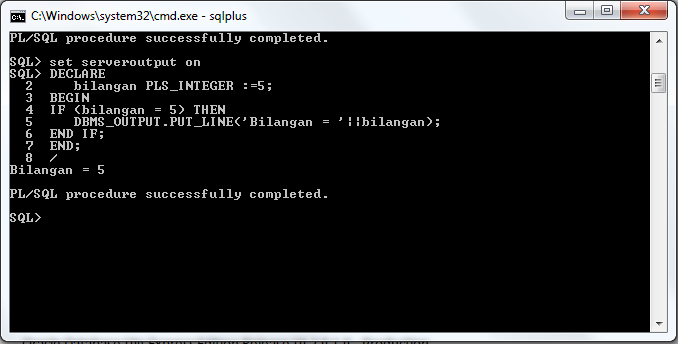 C:\Windows\system32\cmd.exe - sqlplus
PL/SQL procedure successfully completed.
SQL> set serveroutput on
SQL> DECLARE
  2     bilangan PLS_INTEGER :=5;
  3  BEGIN
  4  IF (bilangan = 5) THEN
  5     DBMS_OUTPUT.PUT_LINE('Bilangan = '||bilangan);
  6  END IF;
  7  END;
  8  /
Bilangan = 5
PL/SQL procedure successfully completed.
SQL>